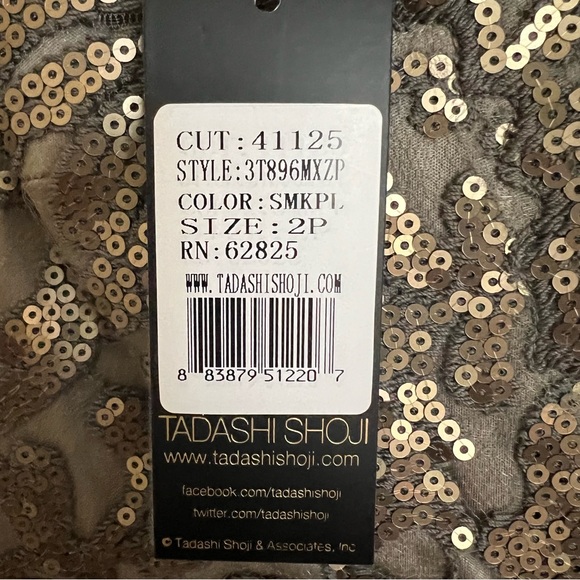 CUT: 41125
STYLE:3T896MXZP
COLOR:SMKPL
SIZE:2P
RN:62825
WWW.TADASHISHOJI.COM
8 83879 51220 7
TADASHI SHOJI
www.tadashishoji.com
facebook.com/tadashishoji
twitter.com/tadashishoji
© Tadashi Shoji & Associates, Inc